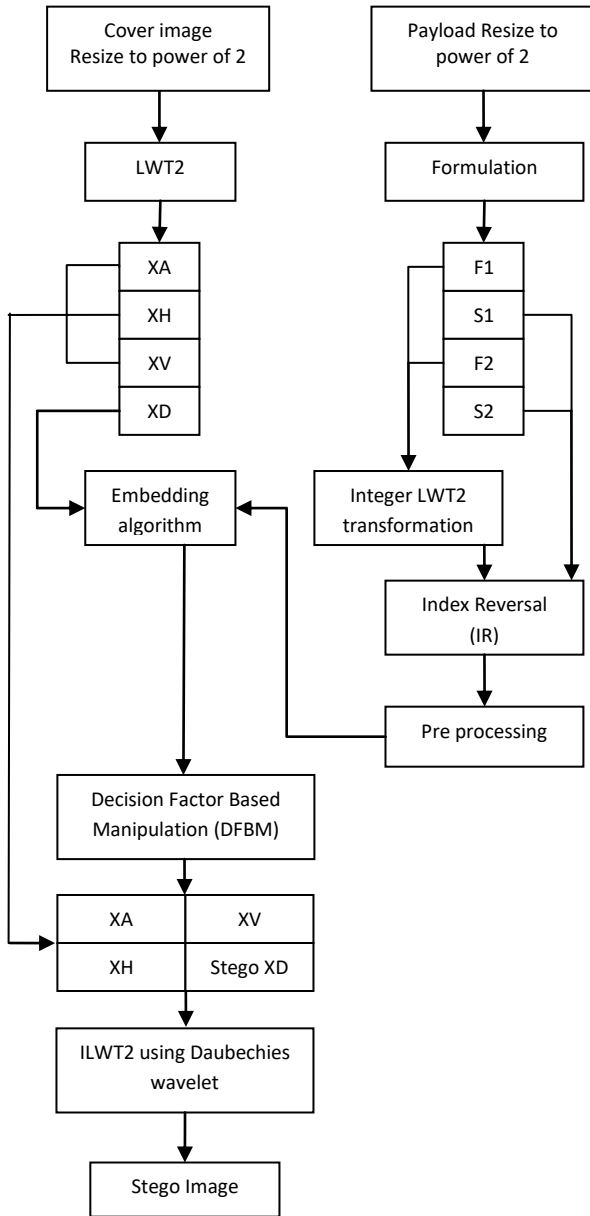 Cover image
Resize to power of 2
Payload Resize to
power of 2
LWT2
Formulation
XA
XH
XV
XD
F1
S1
F2
S2
Embedding
algorithm
Integer LWT2
transformation
Index Reversal
(IR)
Pre processing
Decision Factor Based
Manipulation (DFBM)
XA
XV
XH
Stego XD
ILWT2 using Daubechies
wavelet
Stego Image